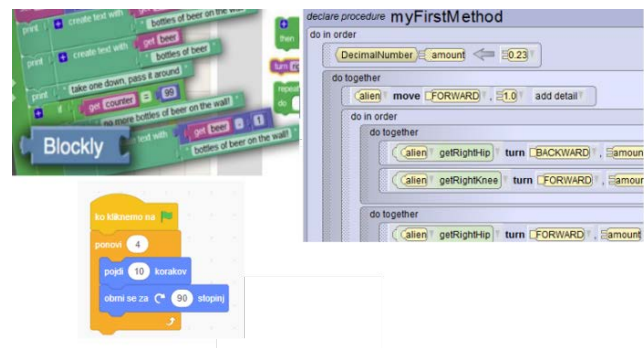 print create text with " bottles of beer on the wall! "
get beer
print create text with " bottles of beer "
get beer
print " take one down, pass it around "
if get counter = 99
no more bottles of beer on the wall!
text with get beer - 1
" bottles of beer on the wall! "
then
turn
repeat
do
Blockly
declare procedure myFirstMethod
do in order
DecimalNumber amount 0.23
do together
alien move FORWARD , 1.0 add detail
do in order
do together
alien getRightHip turn BACKWARD , amoun
alien getRightKnee turn FORWARD , amour
do together
alien getRightHip turn FORWARD , amount
ko kliknemo na
ponovi 4
pojdi 10 korakov
obrni se za 90 stopinj